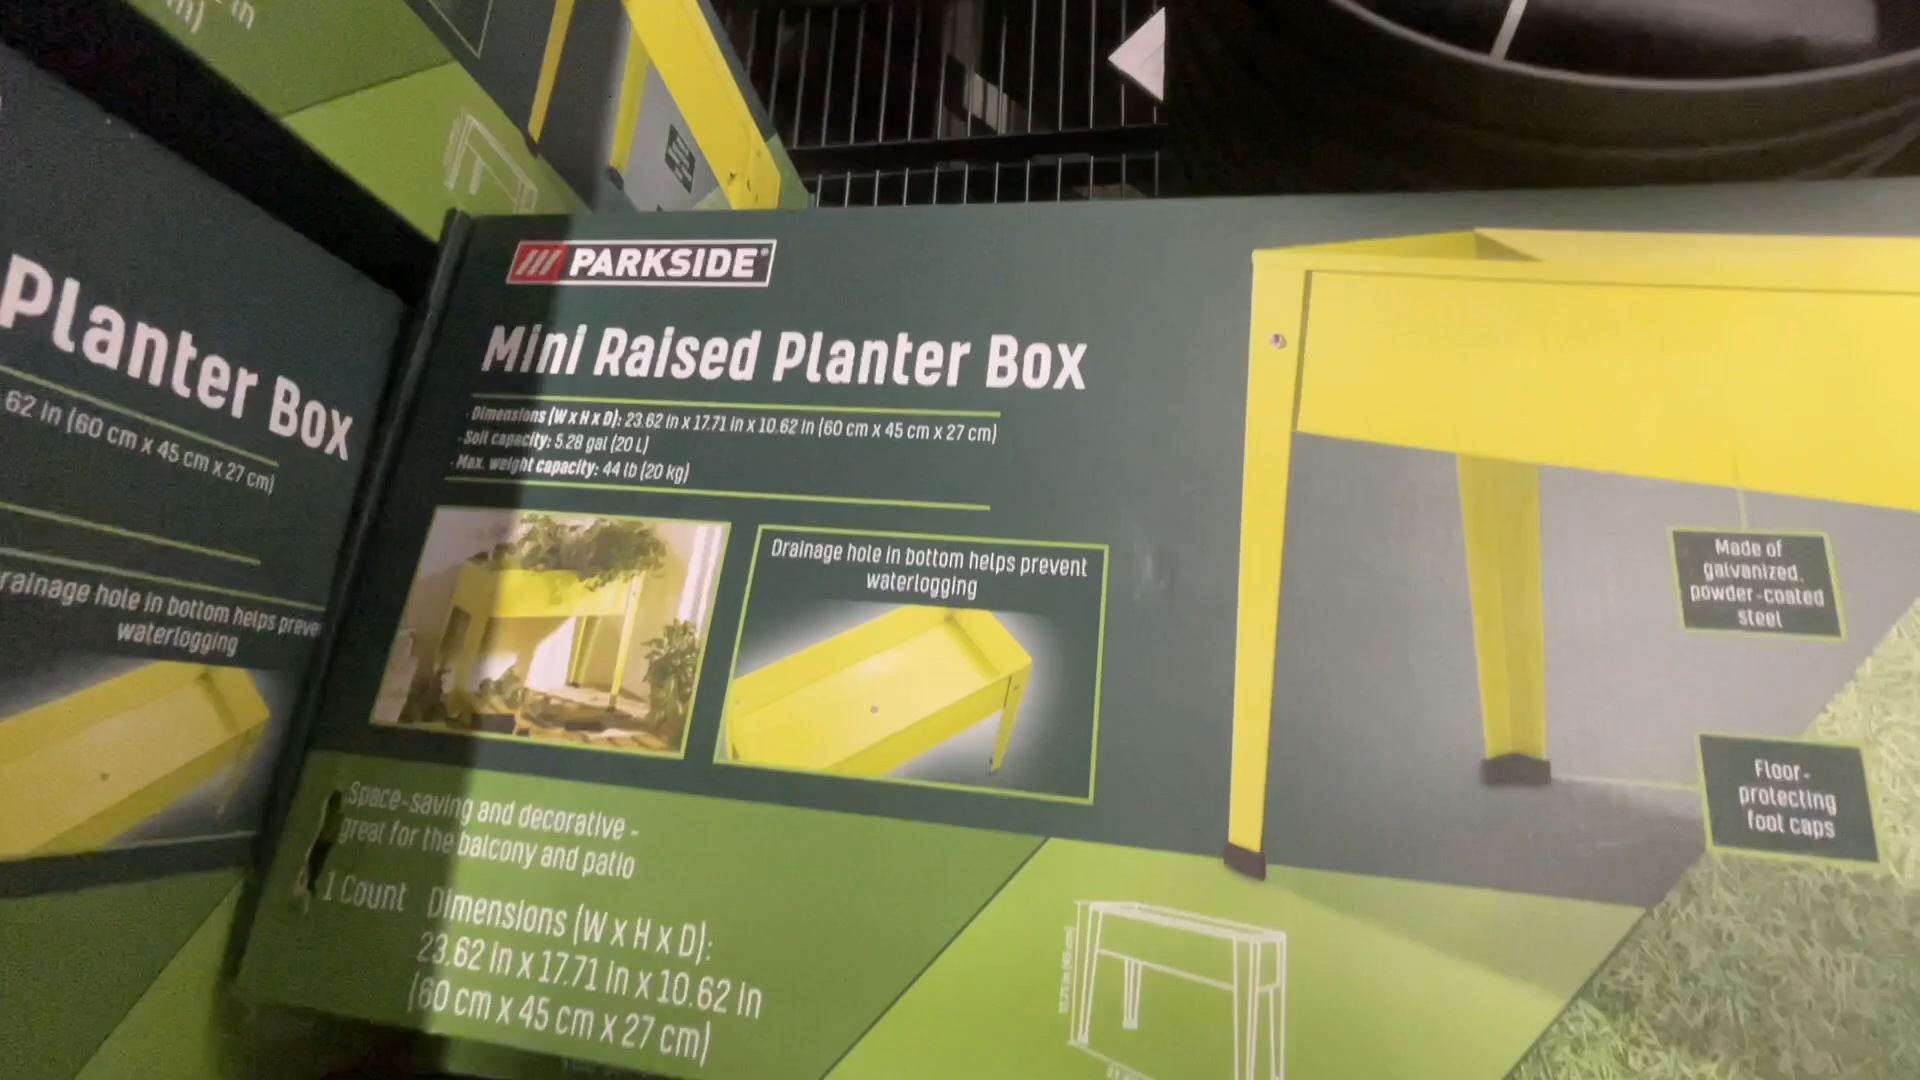 Planter Box
62 in (60 cm x 45 cm x 27 cm)
rainage hole in bottom helps preve
waterlogging
PARKSIDE®
Mini Raised Planter Box
· Dimensions (W x H x D): 23.62 in x 17.71 in x 10.62 in (60 cm x 45 cm x 27 cm)
· Soil capacity: 5.28 gal (20 L)
· Max. weight capacity: 44 lb (20 kg)
Drainage hole in bottom helps prevent
waterlogging
Made of
galvanized,
powder-coated
steel
Floor-
protecting
foot caps
Space-saving and decorative -
great for the balcony and patio
1 Count Dimensions (W x H x D):
23.62 in x 17.71 in x 10.62 in
(60 cm x 45 cm x 27 cm)